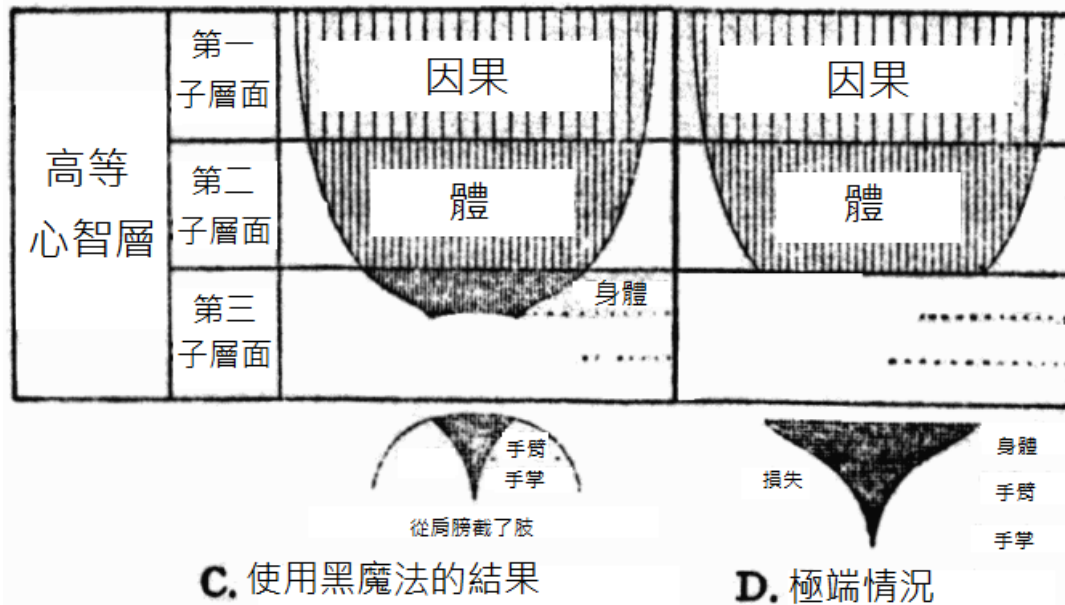 高等
心智層
第一
子層面
因果
因果
第二
子層面
體
體
第三
子層面
身體
手臂
手掌
從肩膀截了肢
損失
身體
手臂
手掌
C. 使用黑魔法的結果
D. 極端情況